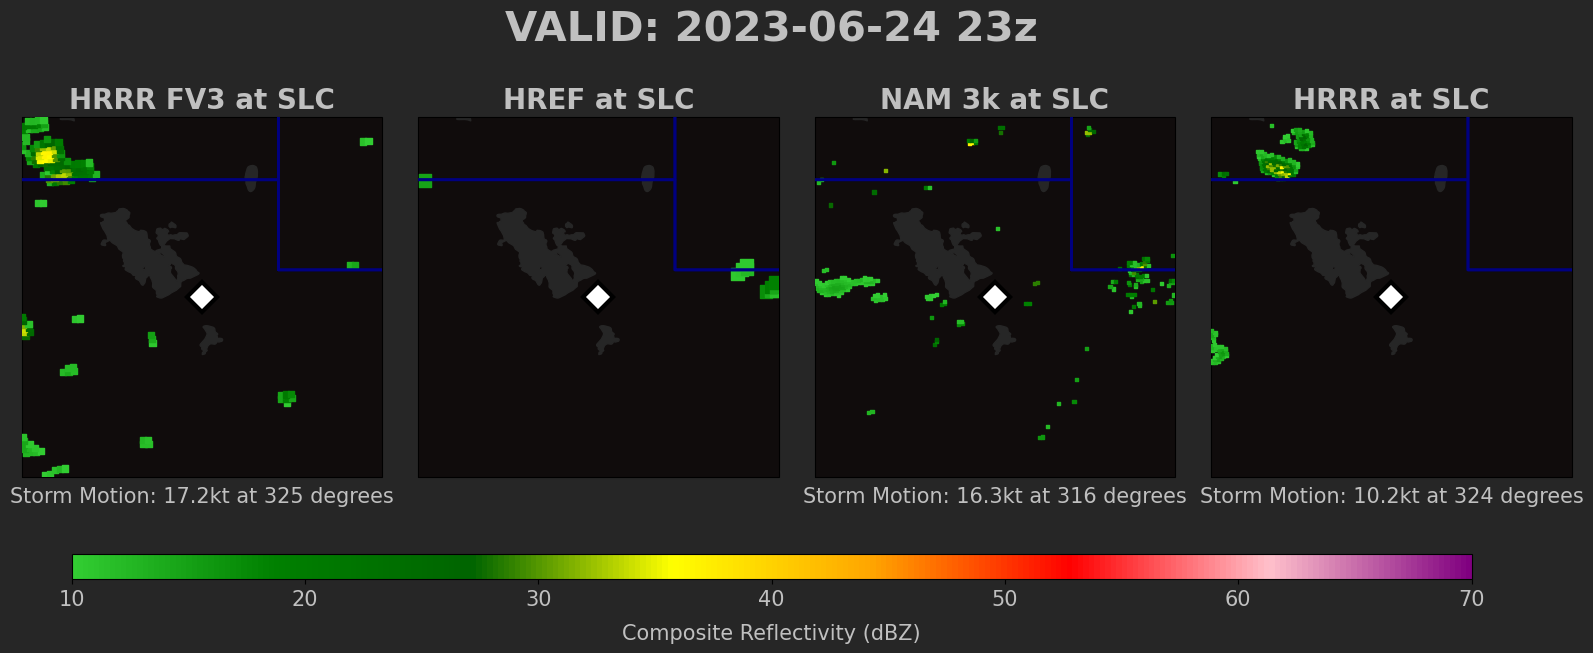 VALID: 2023-06-24 23z
HRRR FV3 at SLC
HREF at SLC
NAM 3k at SLC
HRRR at SLC
Storm Motion: 17.2kt at 325 degrees
Storm Motion: 16.3kt at 316 degrees
Storm Motion: 10.2kt at 324 degrees
10 20 30 40 50 60 70
Composite Reflectivity (dBZ)